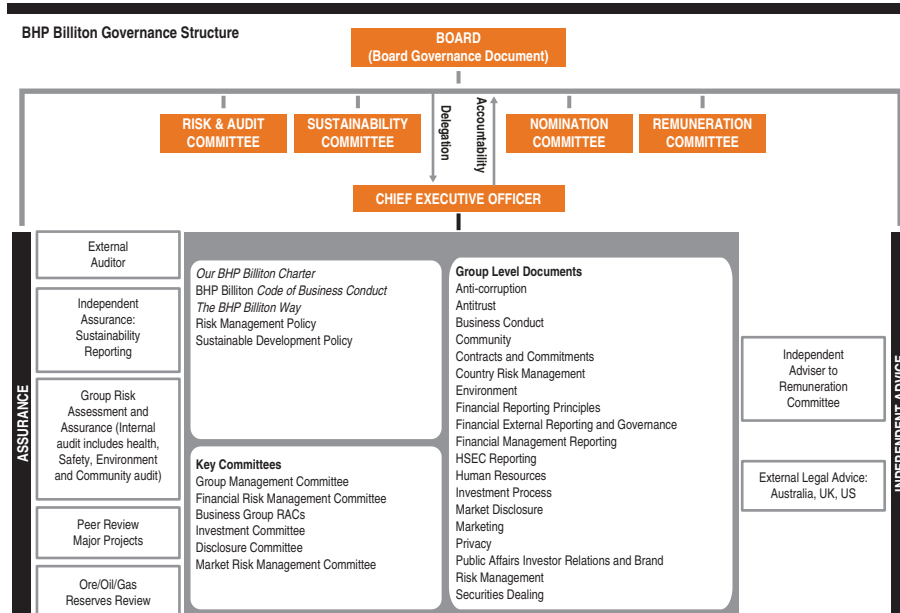 BHP Billiton Governance Structure
BOARD
(Board Governance Document)
RISK & AUDIT
COMMITTEE
SUSTAINABILITY
COMMITTEE
Delegation
Accountability
NOMINATION
COMMITTEE
REMUNERATION
COMMITTEE
CHIEF EXECUTIVE OFFICER
ASSURANCE
External
Auditor
Independent
Assurance:
Sustainability
Reporting
Group Risk
Assessment and
Assurance (Internal
audit includes health,
Safety, Environment
and Community audit)
Peer Review
Major Projects
Ore/Oil/Gas
Reserves Review
Our BHP Billiton Charter
BHP Billiton Code of Business Conduct
The BHP Billiton Way
Risk Management Policy
Sustainable Development Policy
Key Committees
Group Management Committee
Financial Risk Management Committee
Business Group RACs
Investment Committee
Disclosure Committee
Market Risk Management Committee
Group Level Documents
Anti-corruption
Antitrust
Business Conduct
Community
Contracts and Commitments
Country Risk Management
Environment
Financial Reporting Principles
Financial External Reporting and Governance
Financial Management Reporting
HSEC Reporting
Human Resources
Investment Process
Market Disclosure
Marketing
Privacy
Public Affairs Investor Relations and Brand
Risk Management
Securities Dealing
Independent
Adviser to
Remuneration
Committee
External Legal Advice:
Australia, UK, US
INDEPENDENT ADVICE